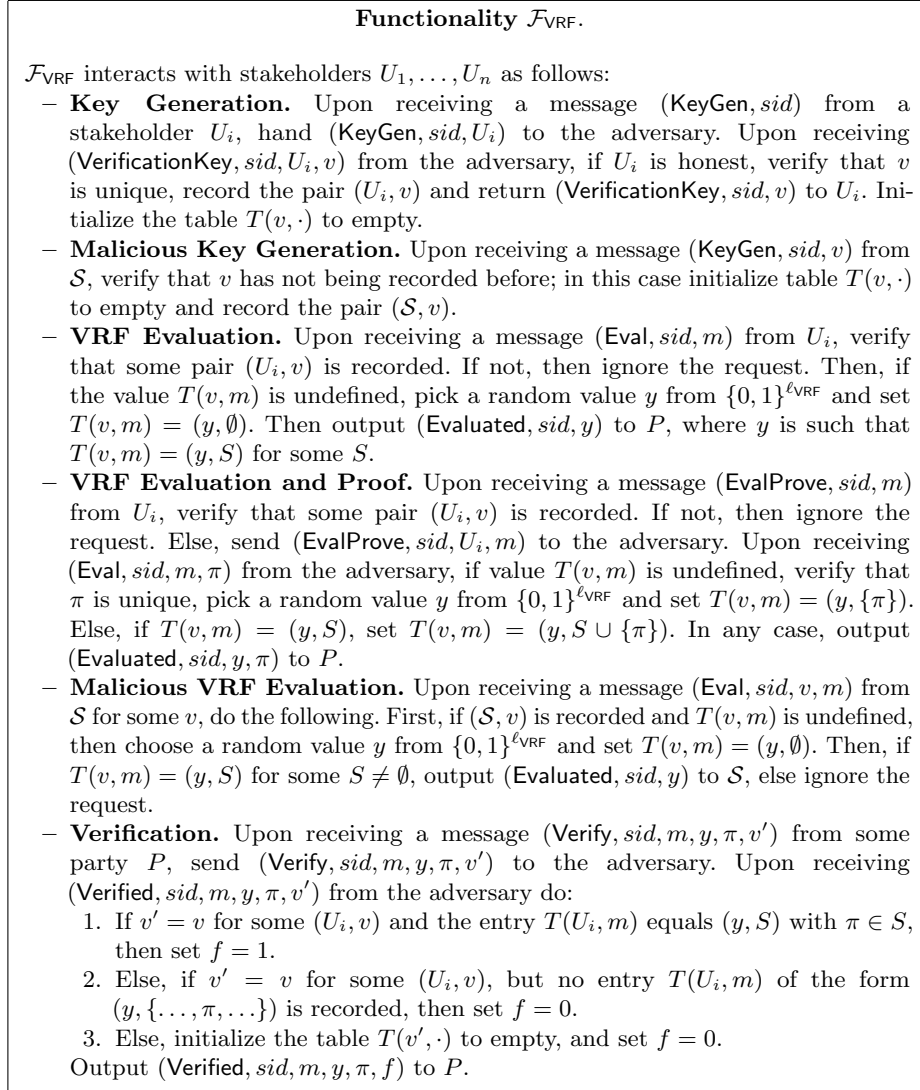 Functionality ℱ_VRF.
ℱ_VRF interacts with stakeholders U_1, . . . , U_n as follows:
– Key Generation. Upon receiving a message (KeyGen, sid) from a
stakeholder U_i, hand (KeyGen, sid, U_i) to the adversary. Upon receiving
(VerificationKey, sid, U_i, v) from the adversary, if U_i is honest, verify that v
is unique, record the pair (U_i, v) and return (VerificationKey, sid, v) to U_i. Ini-
tialize the table T(v, ·) to empty.
– Malicious Key Generation. Upon receiving a message (KeyGen, sid, v) from
𝒮, verify that v has not being recorded before; in this case initialize table T(v, ·)
to empty and record the pair (𝒮, v).
– VRF Evaluation. Upon receiving a message (Eval, sid, m) from U_i, verify
that some pair (U_i, v) is recorded. If not, then ignore the request. Then, if
the value T(v, m) is undefined, pick a random value y from {0, 1}^{ℓ_VRF} and set
T(v, m) = (y, ∅). Then output (Evaluated, sid, y) to P, where y is such that
T(v, m) = (y, S) for some S.
– VRF Evaluation and Proof. Upon receiving a message (EvalProve, sid, m)
from U_i, verify that some pair (U_i, v) is recorded. If not, then ignore the
request. Else, send (EvalProve, sid, U_i, m) to the adversary. Upon receiving
(Eval, sid, m, π) from the adversary, if value T(v, m) is undefined, verify that
π is unique, pick a random value y from {0, 1}^{ℓ_VRF} and set T(v, m) = (y, {π}).
Else, if T(v, m) = (y, S), set T(v, m) = (y, S ∪ {π}). In any case, output
(Evaluated, sid, y, π) to P.
– Malicious VRF Evaluation. Upon receiving a message (Eval, sid, v, m) from
𝒮 for some v, do the following. First, if (𝒮, v) is recorded and T(v, m) is undefined,
then choose a random value y from {0, 1}^{ℓ_VRF} and set T(v, m) = (y, ∅). Then, if
T(v, m) = (y, S) for some S ≠ ∅, output (Evaluated, sid, y) to 𝒮, else ignore the
request.
– Verification. Upon receiving a message (Verify, sid, m, y, π, v′) from some
party P, send (Verify, sid, m, y, π, v′) to the adversary. Upon receiving
(Verified, sid, m, y, π, v′) from the adversary do:
1. If v′ = v for some (U_i, v) and the entry T(U_i, m) equals (y, S) with π ∈ S,
then set f = 1.
2. Else, if v′ = v for some (U_i, v), but no entry T(U_i, m) of the form
(y, {. . . , π, . . .}) is recorded, then set f = 0.
3. Else, initialize the table T(v′, ·) to empty, and set f = 0.
Output (Verified, sid, m, y, π, f) to P.